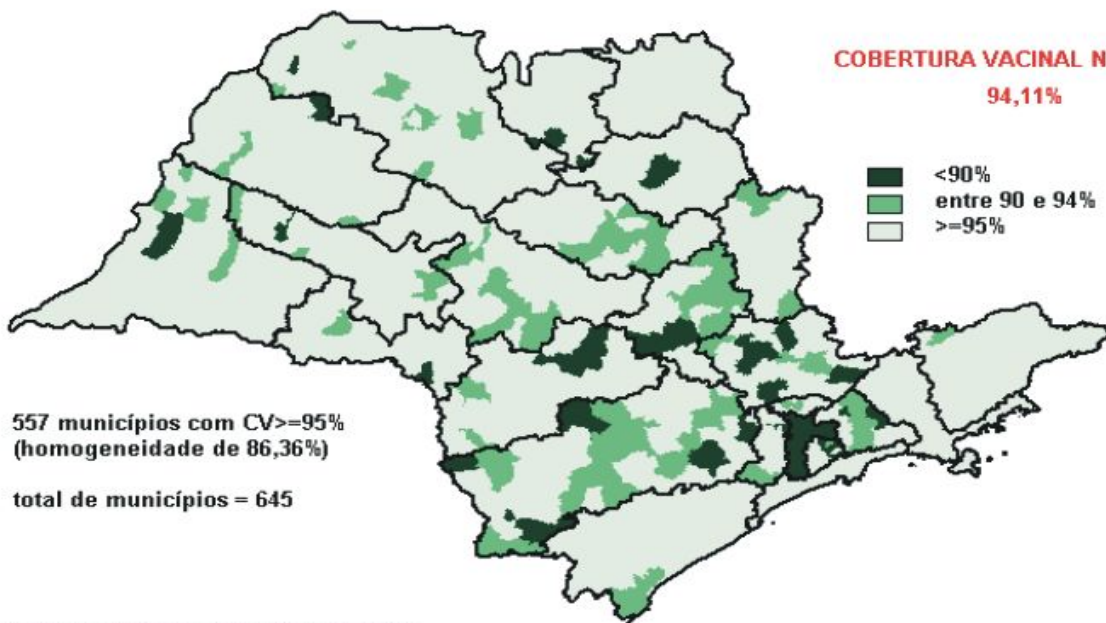 COBERTURA VACINAL N
94,11%
<90%
entre 90 e 94%
>=95%
557 municípios com CV>=95%
(homogeneidade de 86,36%)
total de municípios = 645